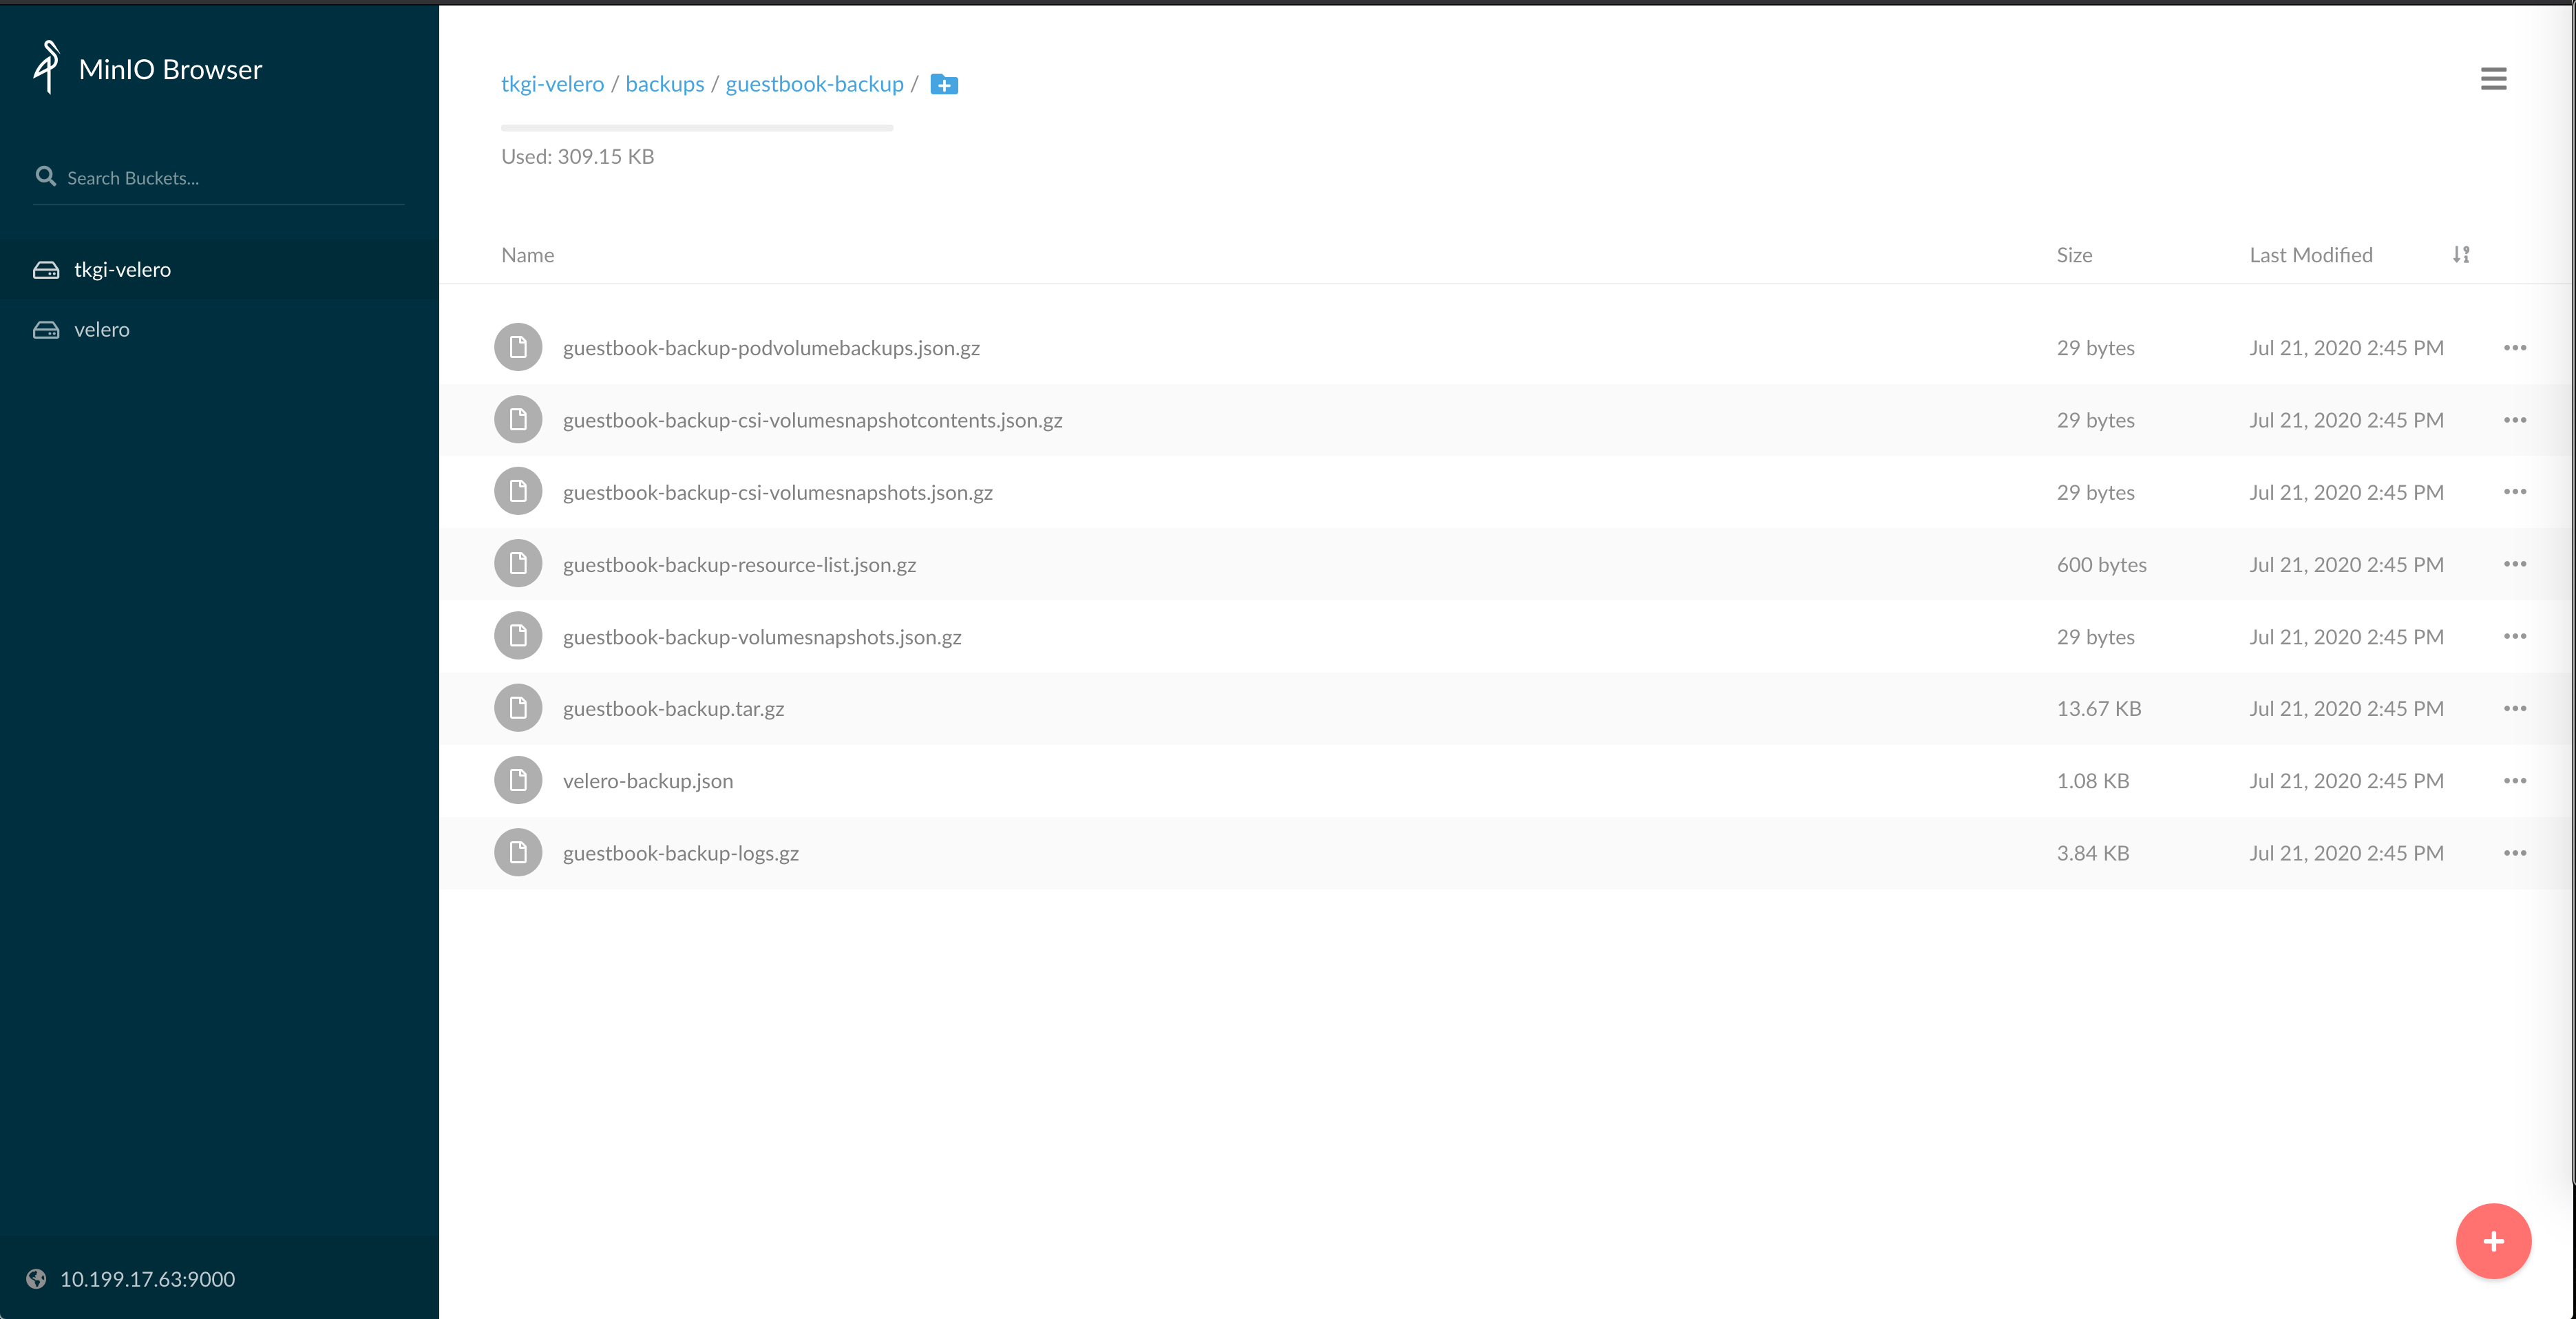 MinIO Browser
Search Buckets...
tkgi-velero
velero
10.199.17.63:9000
tkgi-velero / backups / guestbook-backup /
Used: 309.15 KB
Name Size Last Modified
guestbook-backup-podvolumebackups.json.gz 29 bytes Jul 21, 2020 2:45 PM
guestbook-backup-csi-volumesnapshotcontents.json.gz 29 bytes Jul 21, 2020 2:45 PM
guestbook-backup-csi-volumesnapshots.json.gz 29 bytes Jul 21, 2020 2:45 PM
guestbook-backup-resource-list.json.gz 600 bytes Jul 21, 2020 2:45 PM
guestbook-backup-volumesnapshots.json.gz 29 bytes Jul 21, 2020 2:45 PM
guestbook-backup.tar.gz 13.67 KB Jul 21, 2020 2:45 PM
velero-backup.json 1.08 KB Jul 21, 2020 2:45 PM
guestbook-backup-logs.gz 3.84 KB Jul 21, 2020 2:45 PM